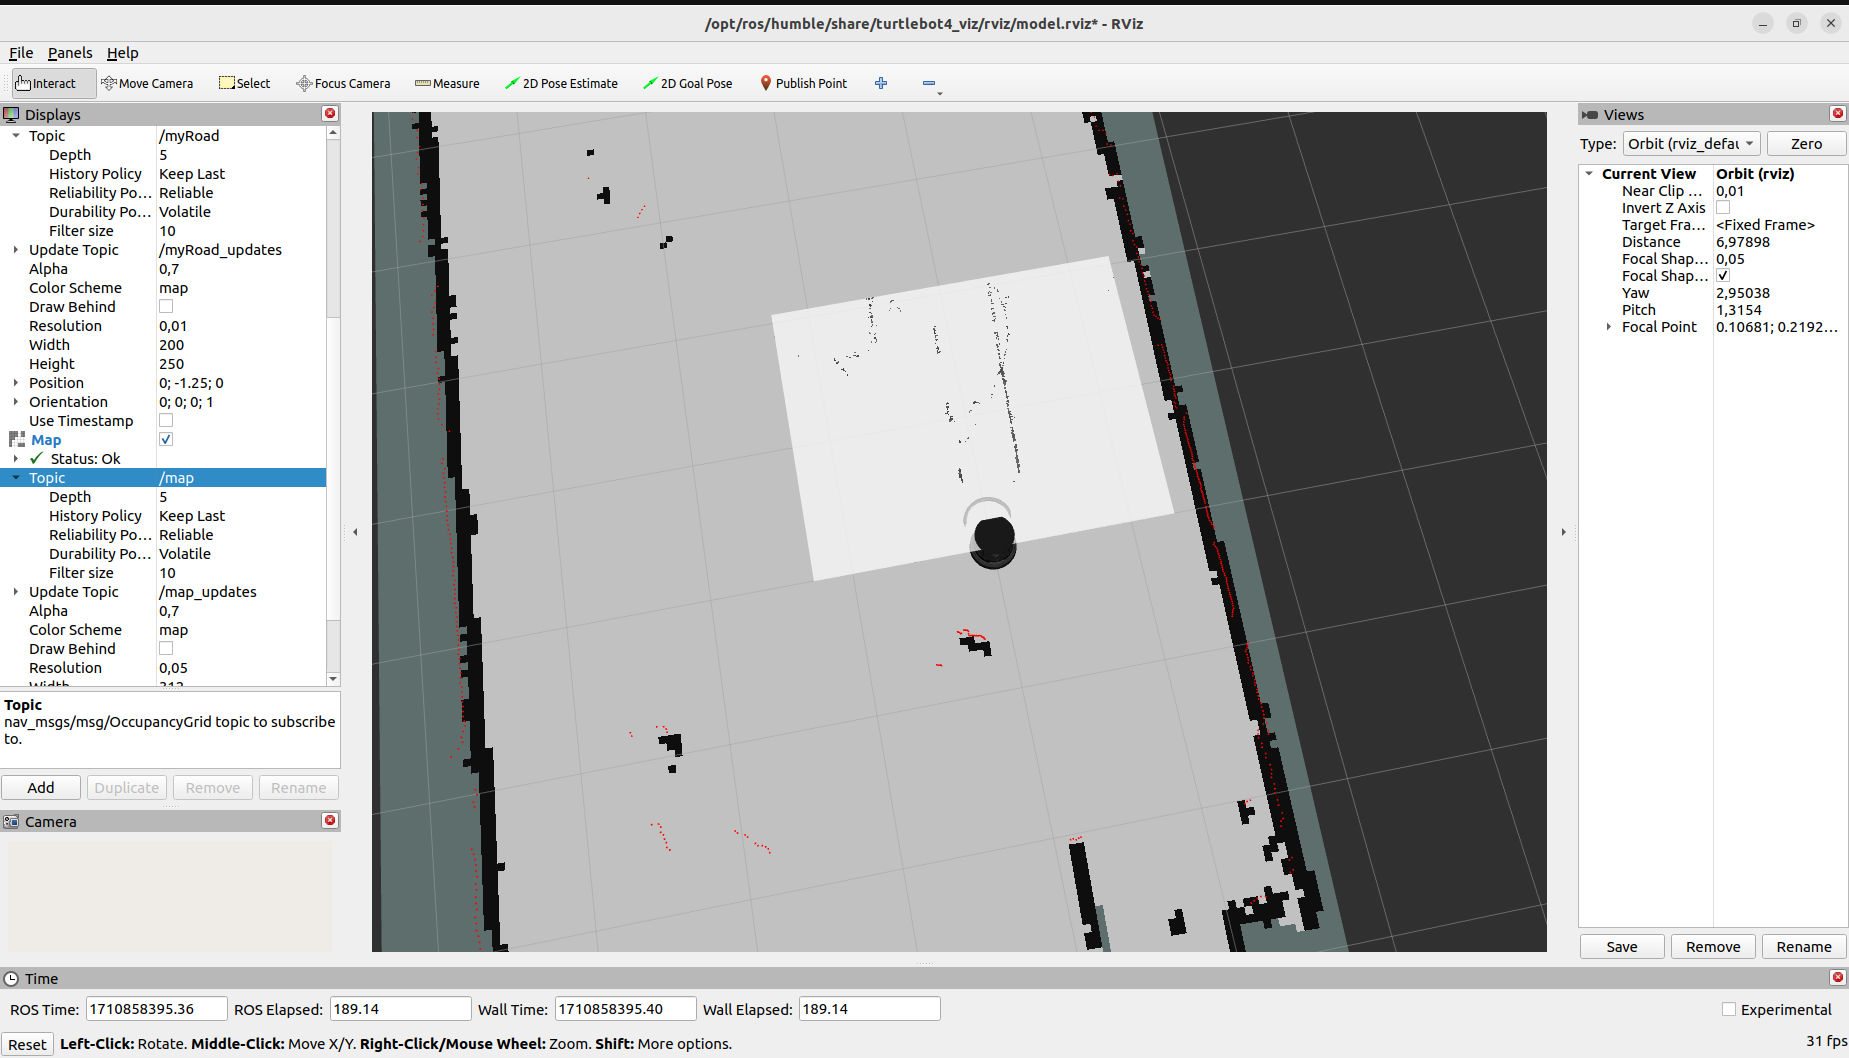 /opt/ros/humble/share/turtlebot4_viz/rviz/model.rviz* - RViz
File Panels Help
Interact Move Camera Select Focus Camera Measure 2D Pose Estimate 2D Goal Pose Publish Point
Displays
Topic /myRoad
Depth 5
History Policy Keep Last
Reliability Po... Reliable
Durability Po... Volatile
Filter size 10
Update Topic /myRoad_updates
Alpha 0,7
Color Scheme map
Draw Behind
Resolution 0,01
Width 200
Height 250
Position 0; -1.25; 0
Orientation 0; 0; 0; 1
Use Timestamp
Map
Status: Ok
Topic /map
Depth 5
History Policy Keep Last
Reliability Po... Reliable
Durability Po... Volatile
Filter size 10
Update Topic /map_updates
Alpha 0,7
Color Scheme map
Draw Behind
Resolution 0,05
Topic
nav_msgs/msg/OccupancyGrid topic to subscribe
to.
Add Duplicate Remove Rename
Camera
Views
Type: Orbit (rviz_defau Zero
Current View Orbit (rviz)
Near Clip ... 0,01
Invert Z Axis
Target Fra... <Fixed Frame>
Distance 6,97898
Focal Shap... 0,05
Focal Shap...
Yaw 2,95038
Pitch 1,3154
Focal Point 0.10681; 0.2192...
Save Remove Rename
Time
ROS Time: 1710858395.36 ROS Elapsed: 189.14 Wall Time: 1710858395.40 Wall Elapsed: 189.14 Experimental
Reset Left-Click: Rotate. Middle-Click: Move X/Y. Right-Click/Mouse Wheel: Zoom. Shift: More options. 31 fps